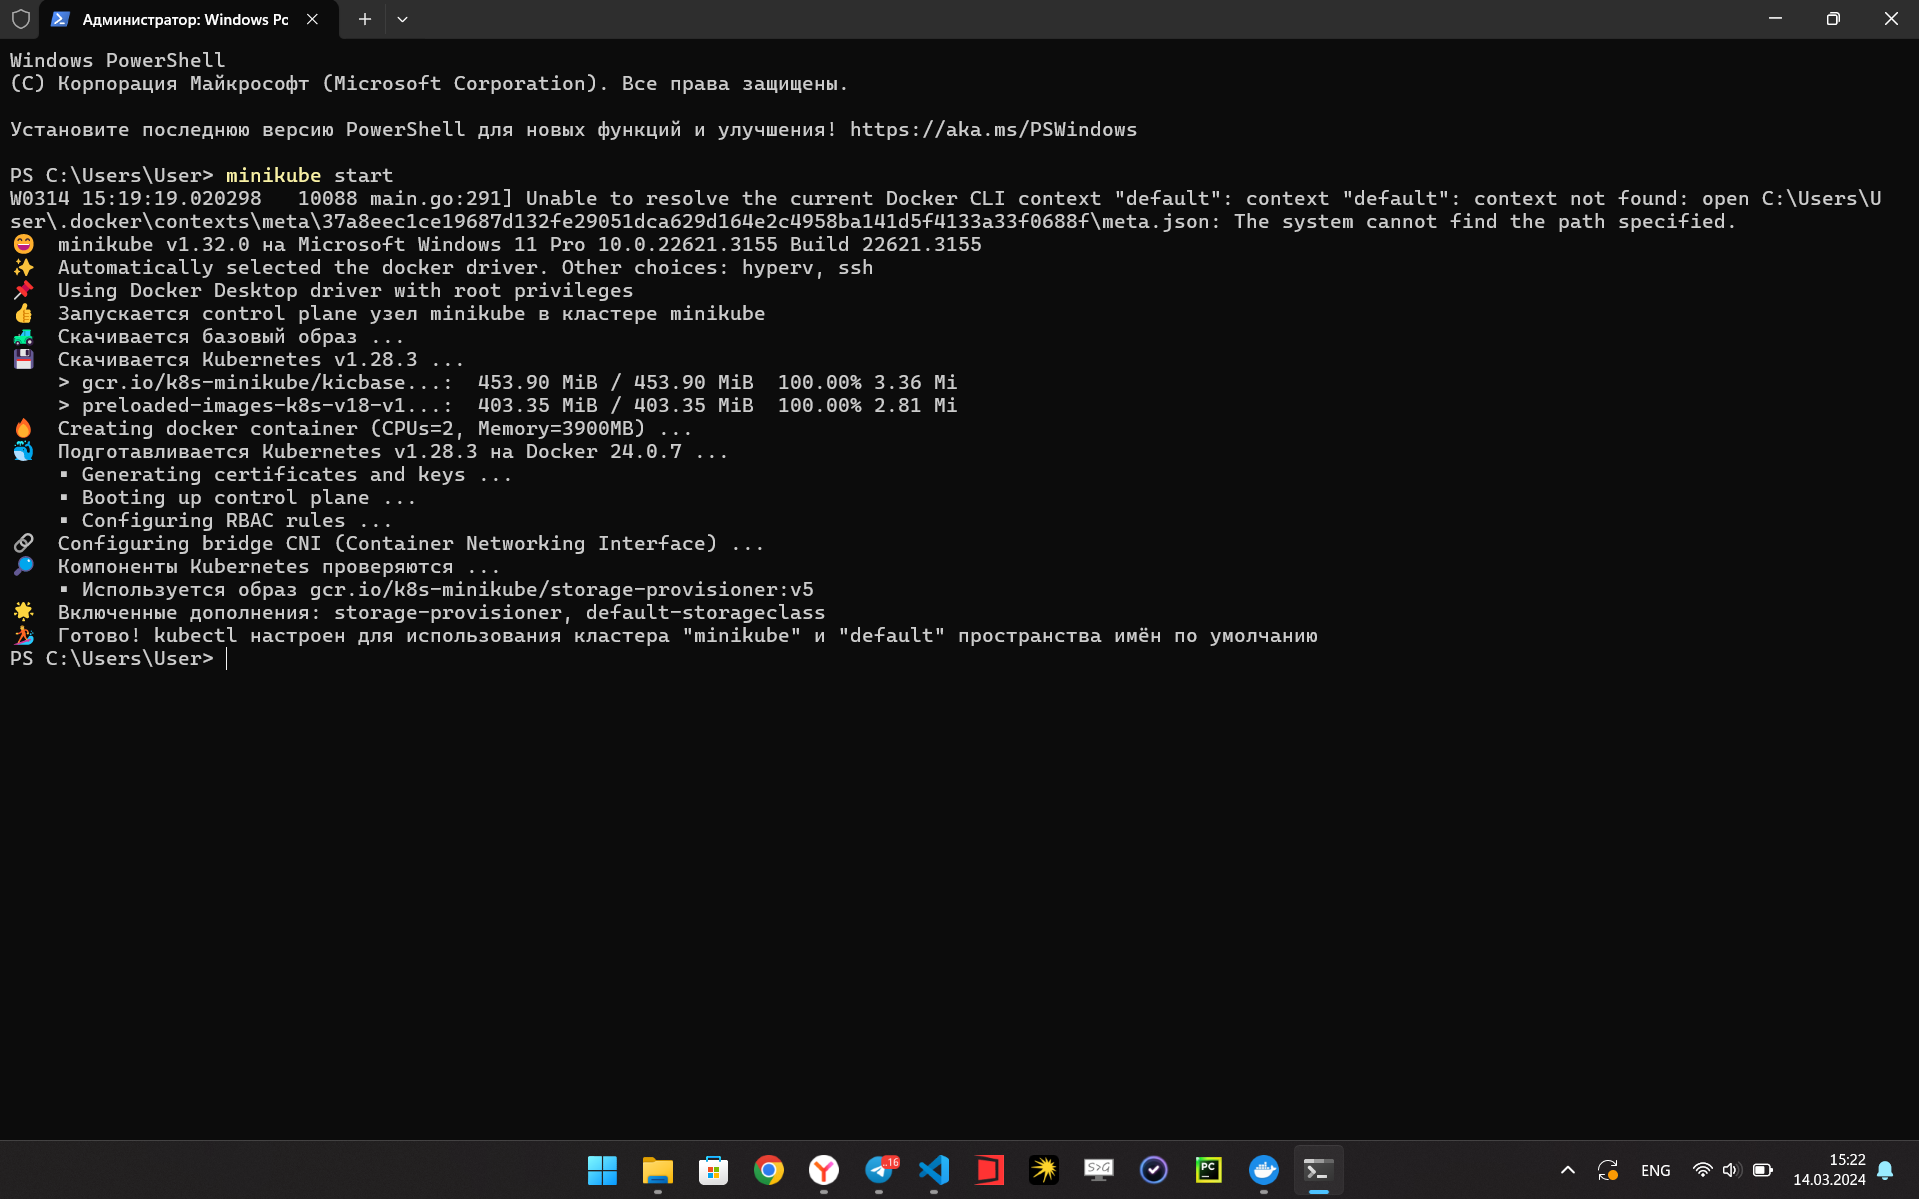 Администратор: Windows Pc
Windows PowerShell
(C) Корпорация Майкрософт (Microsoft Corporation). Все права защищены.
Установите последнюю версию PowerShell для новых функций и улучшения! https://aka.ms/PSWindows
PS C:\Users\User> minikube start
W0314 15:19:19.020298   10088 main.go:291] Unable to resolve the current Docker CLI context "default": context "default": context not found: open C:\Users\U
ser\.docker\contexts\meta\37a8eec1ce19687d132fe29051dca629d164e2c4958ba141d5f4133a33f0688f\meta.json: The system cannot find the path specified.
😄  minikube v1.32.0 на Microsoft Windows 11 Pro 10.0.22621.3155 Build 22621.3155
✨  Automatically selected the docker driver. Other choices: hyperv, ssh
📌  Using Docker Desktop driver with root privileges
👍  Запускается control plane узел minikube в кластере minikube
🚜  Скачивается базовый образ ...
💾  Скачивается Kubernetes v1.28.3 ...
    > gcr.io/k8s-minikube/kicbase...:  453.90 MiB / 453.90 MiB  100.00% 3.36 Mi
    > preloaded-images-k8s-v18-v1...:  403.35 MiB / 403.35 MiB  100.00% 2.81 Mi
🔥  Creating docker container (CPUs=2, Memory=3900MB) ...
🐳  Подготавливается Kubernetes v1.28.3 на Docker 24.0.7 ...
    ▪ Generating certificates and keys ...
    ▪ Booting up control plane ...
    ▪ Configuring RBAC rules ...
🔗  Configuring bridge CNI (Container Networking Interface) ...
🔎  Компоненты Kubernetes проверяются ...
    ▪ Используется образ gcr.io/k8s-minikube/storage-provisioner:v5
🌟  Включенные дополнения: storage-provisioner, default-storageclass
🏄  Готово! kubectl настроен для использования кластера "minikube" и "default" пространства имён по умолчанию
PS C:\Users\User>
..16
S>G
PC
ENG
15:22
14.03.2024